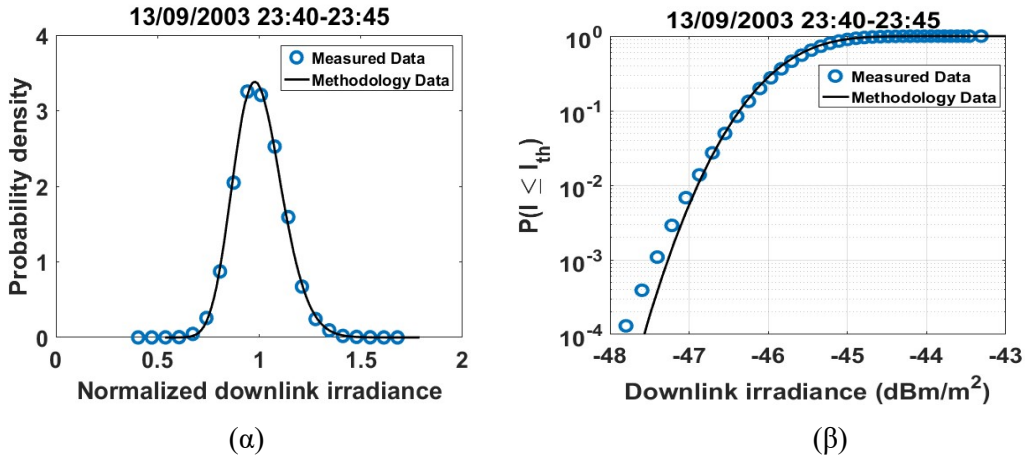 13/09/2003 23:40-23:45
4
3
2
1
0
Probability density
Measured Data
Methodology Data
0 0.5 1 1.5 2
Normalized downlink irradiance
(α)
13/09/2003 23:40-23:45
10^0
10^-1
10^-2
10^-3
10^-4
P(I ≤ I_th)
Measured Data
Methodology Data
-48 -47 -46 -45 -44 -43
Downlink irradiance (dBm/m^2)
(β)